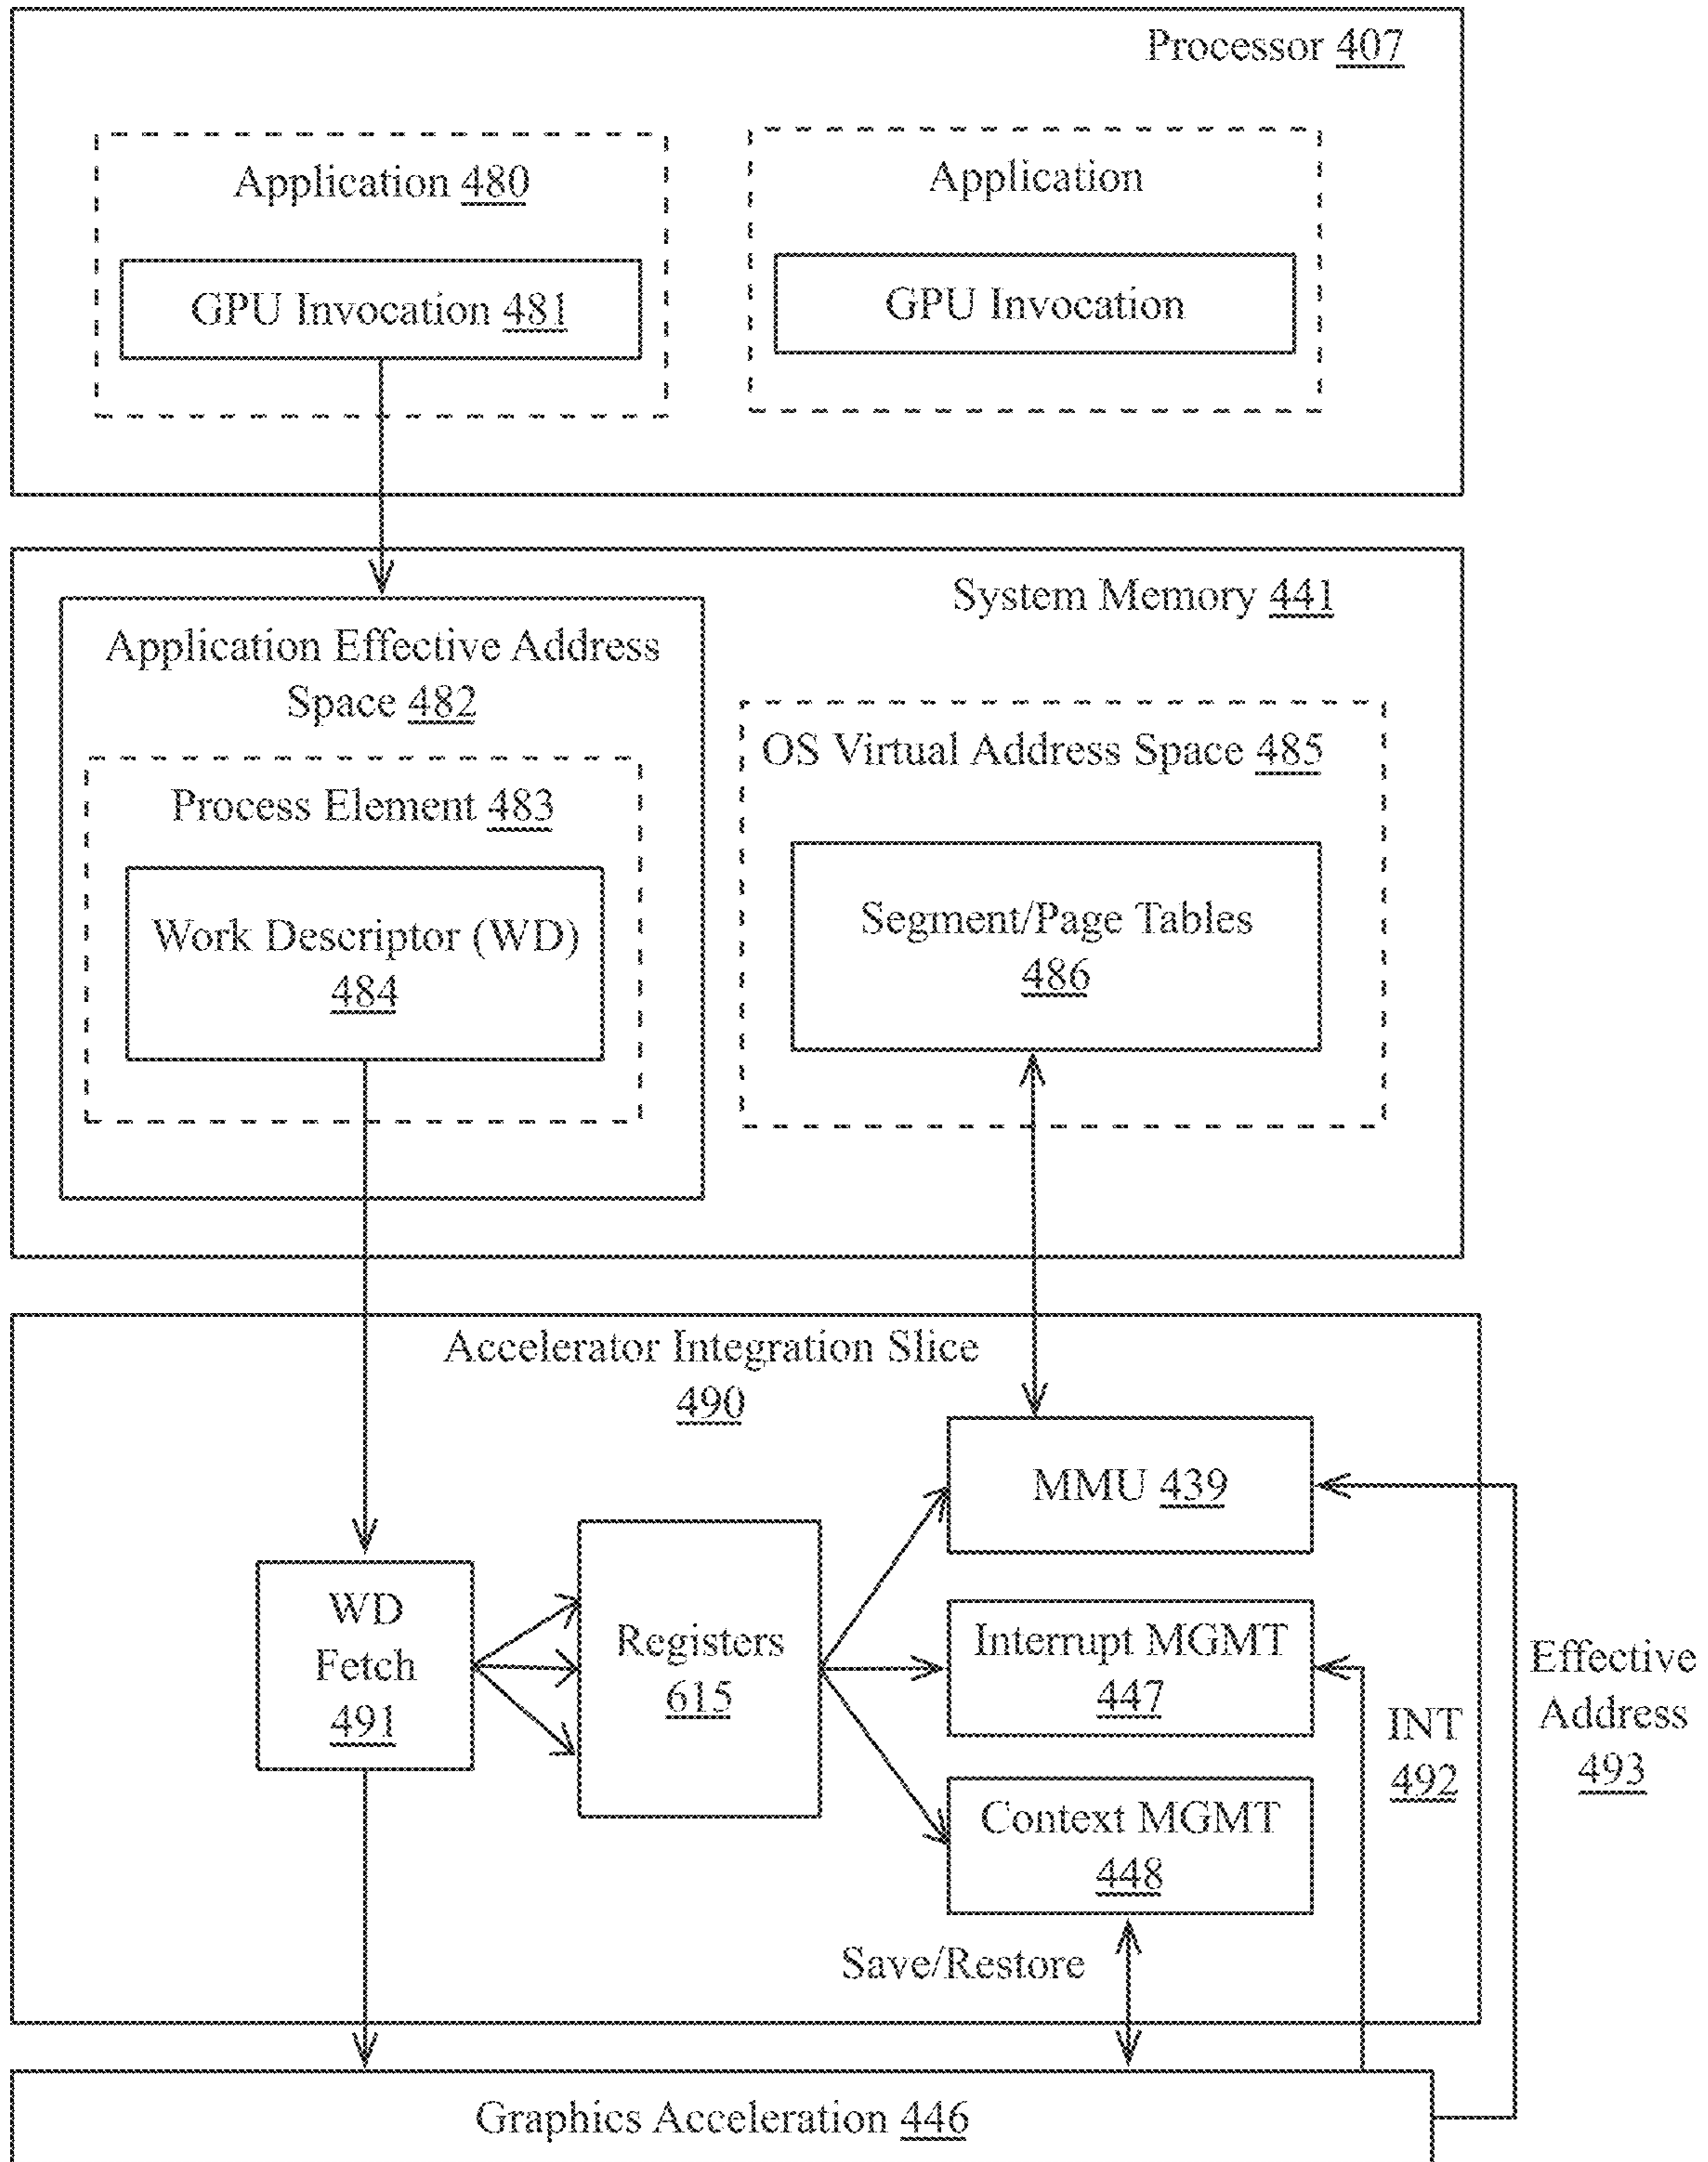 Processor 407
Application 480
Application
GPU Invocation 481
GPU Invocation
System Memory 441
Application Effective Address
Space 482
OS Virtual Address Space 485
Process Element 483
Work Descriptor (WD)
484
Segment/Page Tables
486
Accelerator Integration Slice
490
MMU 439
WD
Fetch
491
Registers
615
Interrupt MGMT
447
Effective
Address
493
INT
492
Context MGMT
448
Save/Restore
Graphics Acceleration 446